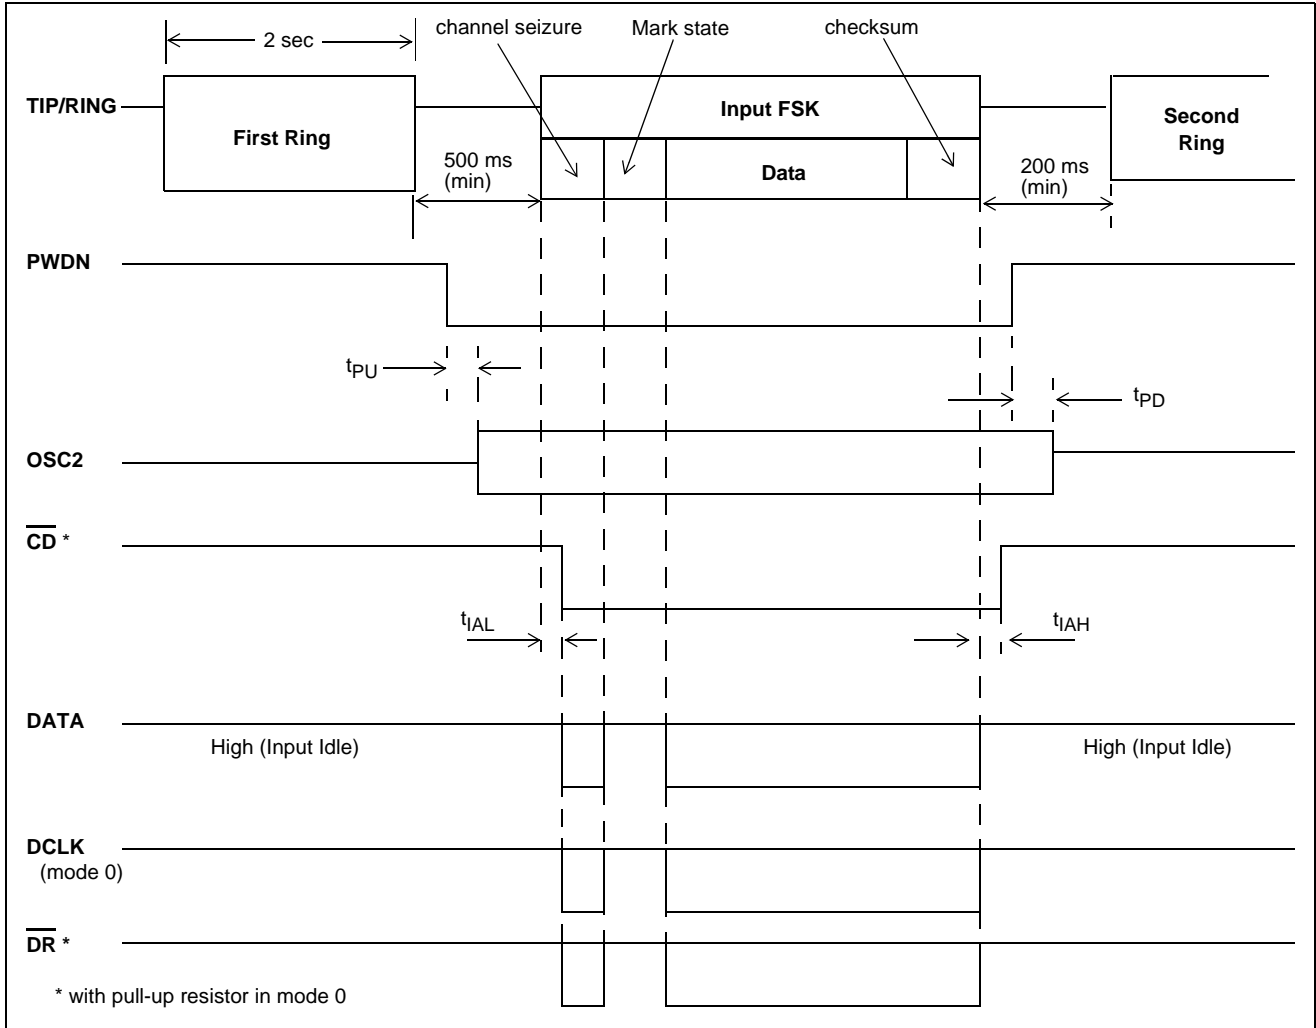 channel seizure Mark state checksum
2 sec
TIP/RING
First Ring
Input FSK
Second
Ring
500 ms
(min)
Data
200 ms
(min)
PWDN
tPU
tPD
OSC2
CD *
tIAL
tIAH
DATA
High (Input Idle) High (Input Idle)
DCLK
(mode 0)
DR *
* with pull-up resistor in mode 0